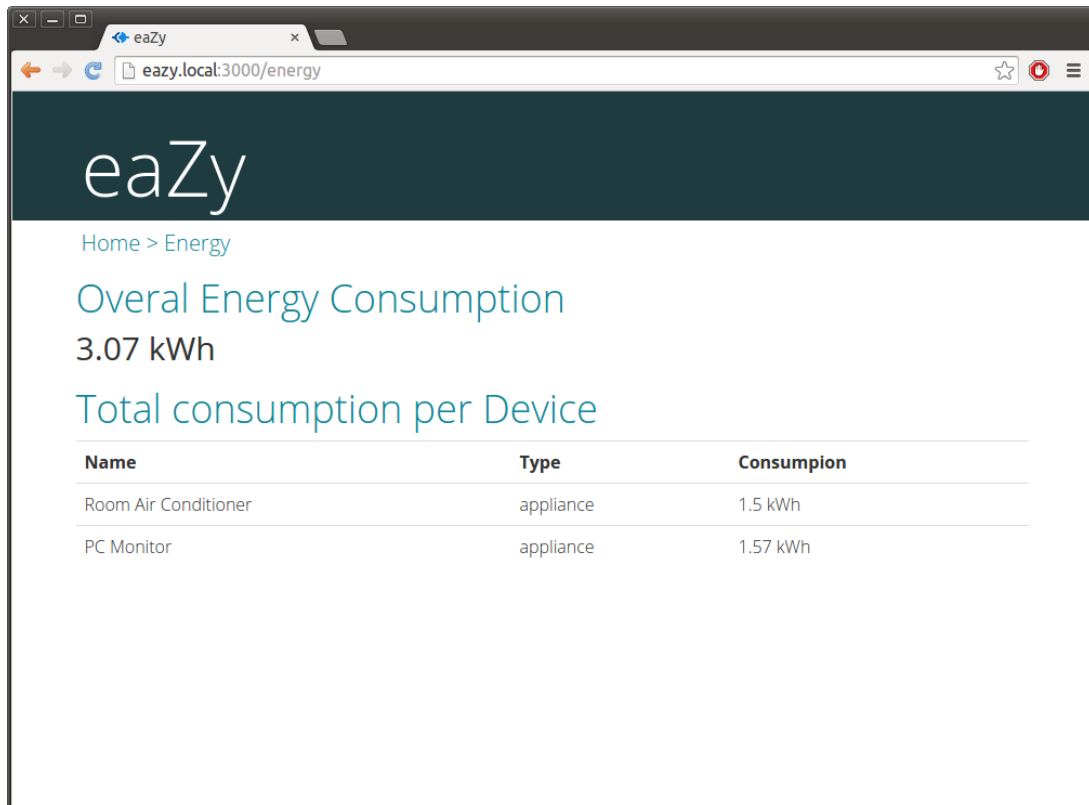 eaZy
eazy.local:3000/energy
eaZy
Home > Energy
Overal Energy Consumption
3.07 kWh
Total consumption per Device
Name Type Consumpion
Room Air Conditioner appliance 1.5 kWh
PC Monitor appliance 1.57 kWh